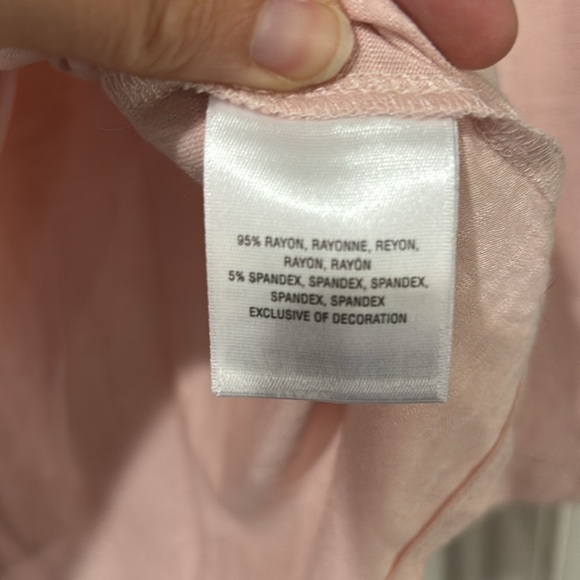 95% RAYON, RAYONNE, REYON,
RAYON, RAYÓN
5% SPANDEX, SPANDEX, SPANDEX,
SPANDEX, SPANDEX
EXCLUSIVE OF DECORATION